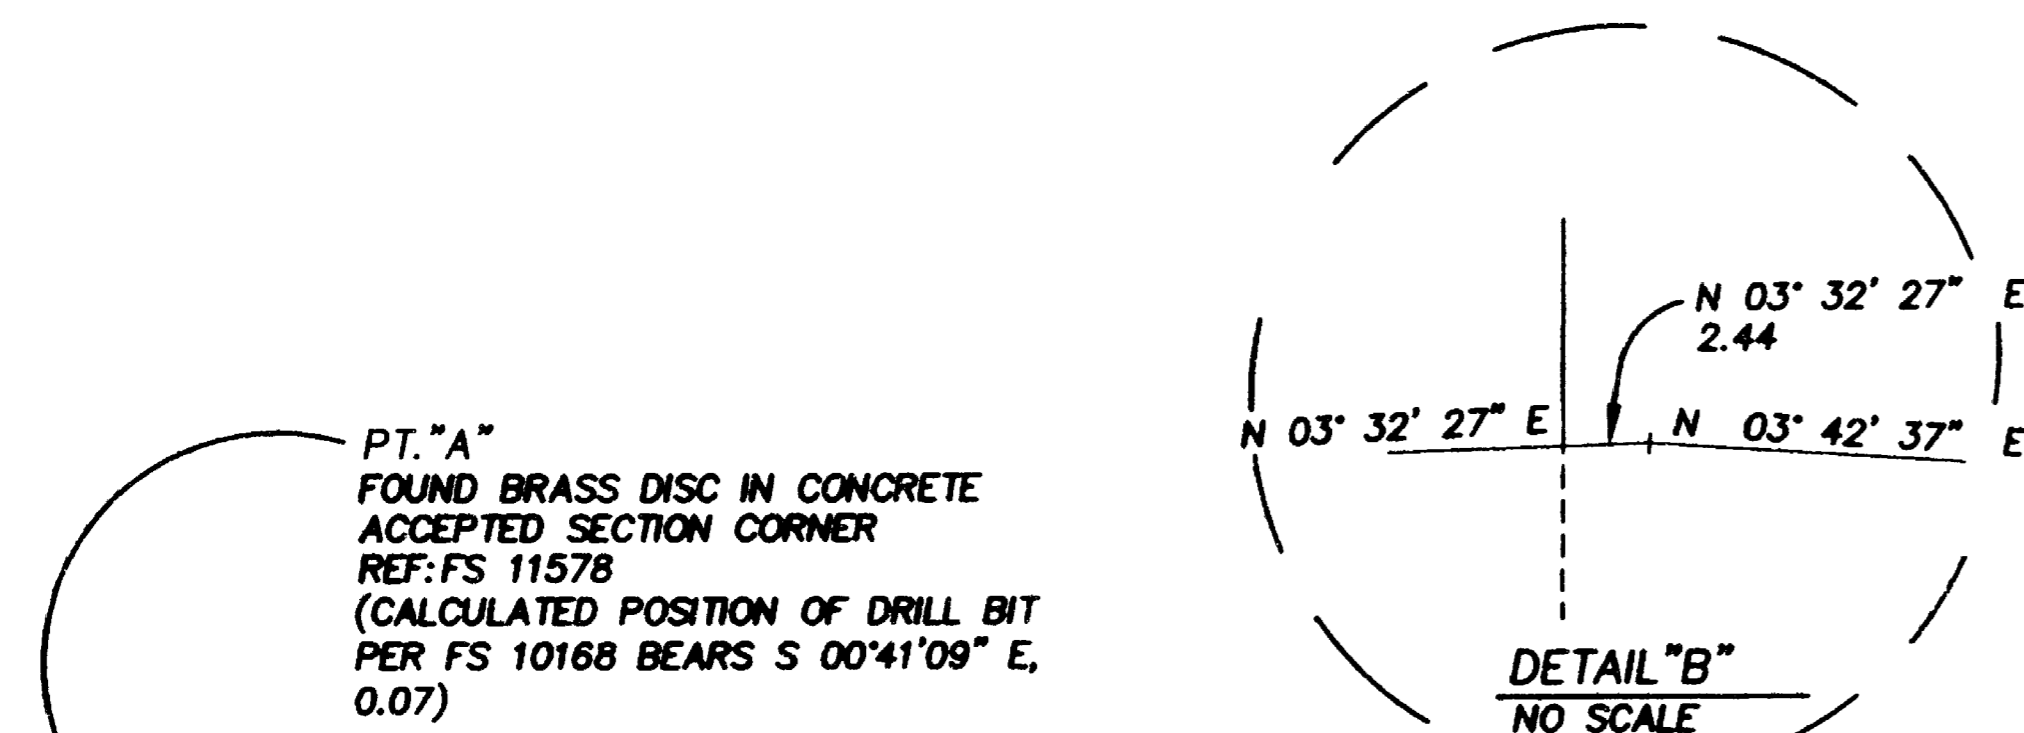 PT."A"
FOUND BRASS DISC IN CONCRETE
ACCEPTED SECTION CORNER
REF: FS 11578
(CALCULATED POSITION OF DRILL BIT
PER FS 10168 BEARS S 00°41'09" E,
0.07)
N 03° 32' 27" E
2.44
N 03° 32' 27" E
N 03° 42' 37" E
DETAIL "B"
NO SCALE